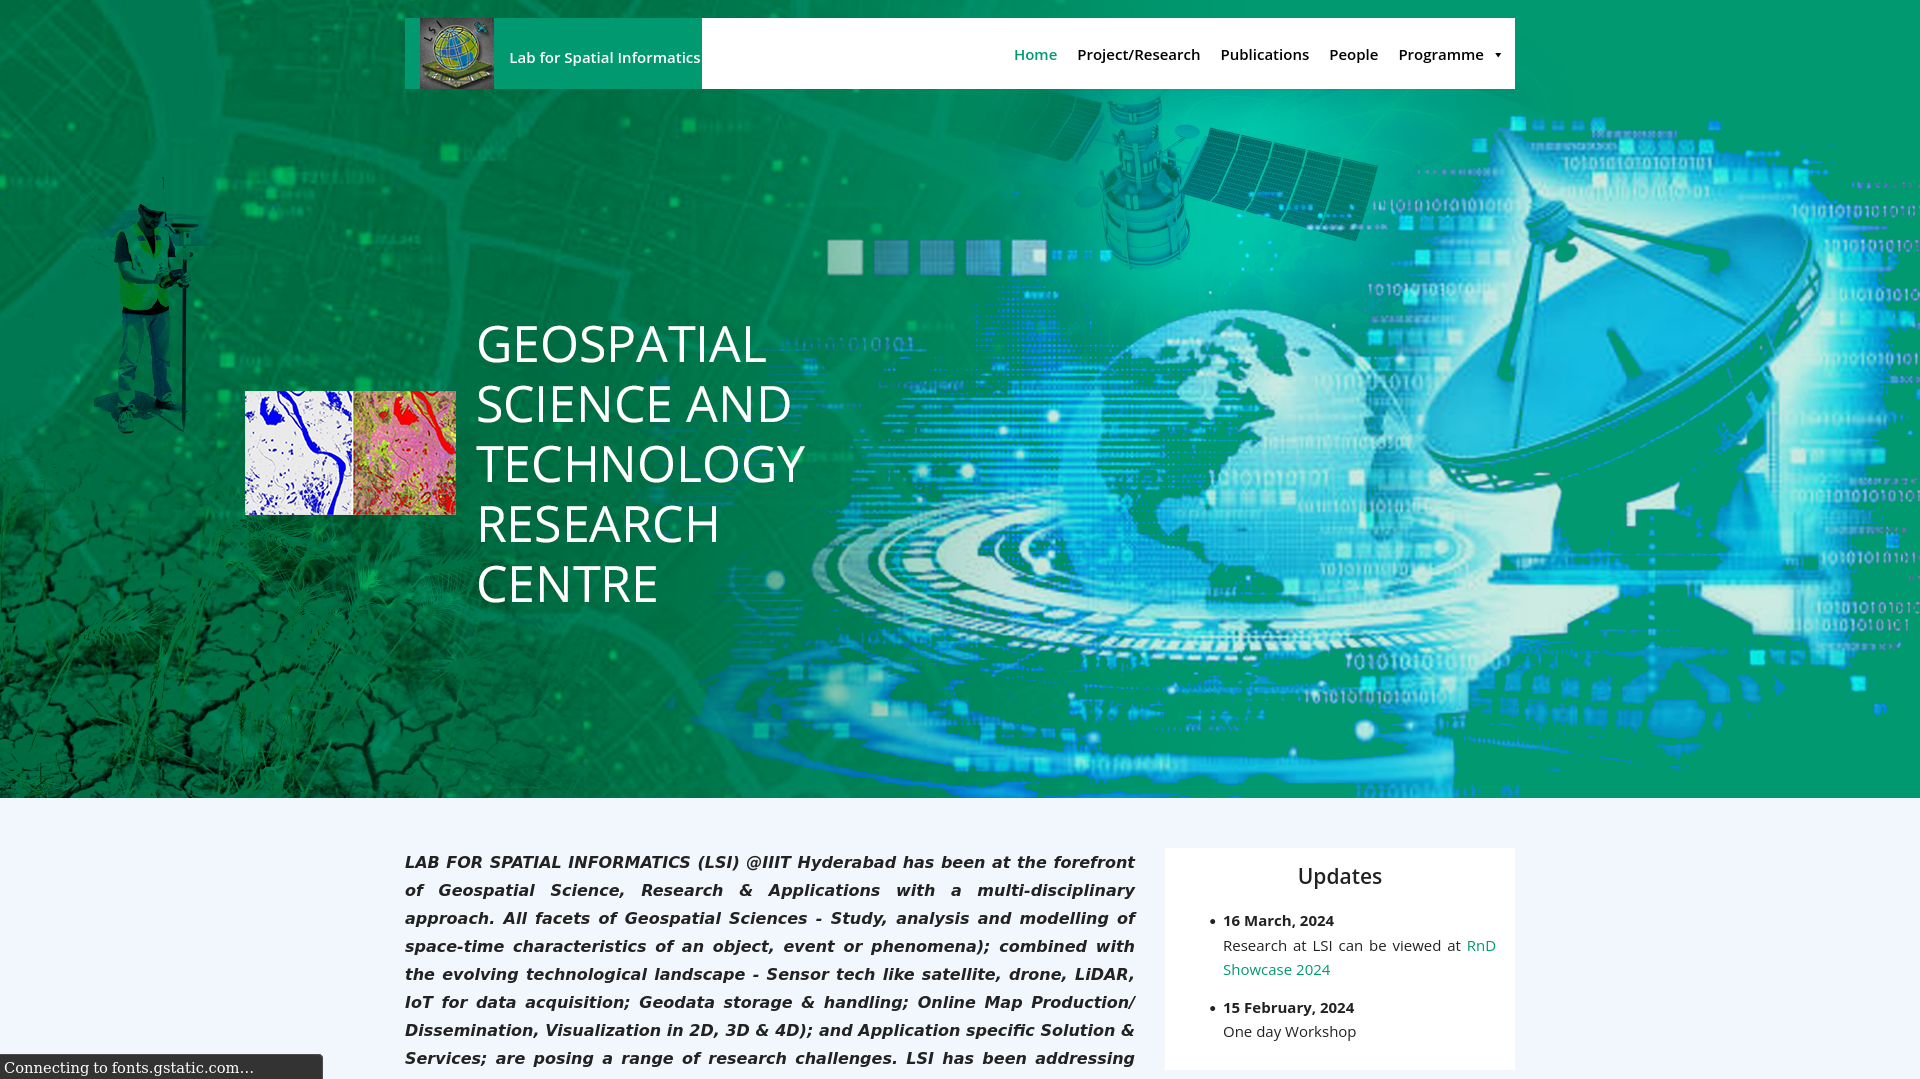 LSI
Lab for Spatial Informatics
Home Project/Research Publications People Programme
GEOSPATIAL
SCIENCE AND
TECHNOLOGY
RESEARCH
CENTRE
LAB FOR SPATIAL INFORMATICS (LSI) @IIIT Hyderabad has been at the forefront
of Geospatial Science, Research & Applications with a multi-disciplinary
approach. All facets of Geospatial Sciences - Study, analysis and modelling of
space-time characteristics of an object, event or phenomena); combined with
the evolving technological landscape - Sensor tech like satellite, drone, LiDAR,
IoT for data acquisition; Geodata storage & handling; Online Map Production/
Dissemination, Visualization in 2D, 3D & 4D); and Application specific Solution &
Services; are posing a range of research challenges. LSI has been addressing
Updates
• 16 March, 2024
Research at LSI can be viewed at RnD
Showcase 2024
• 15 February, 2024
One day Workshop
Connecting to fonts.gstatic.com...